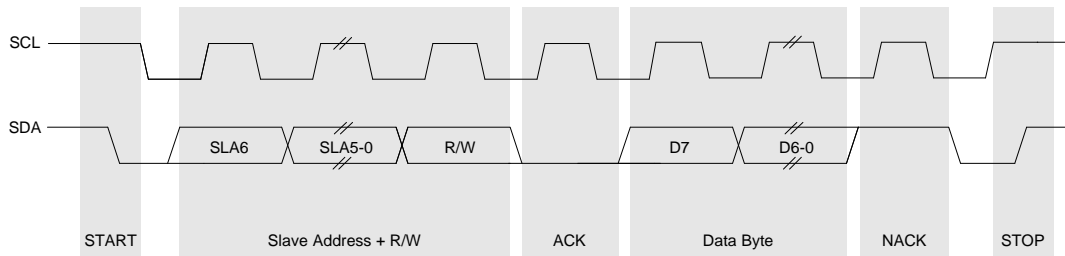 SCL
SDA
SLA6 SLA5-0 R/W D7 D6-0
START Slave Address + R/W ACK Data Byte NACK STOP